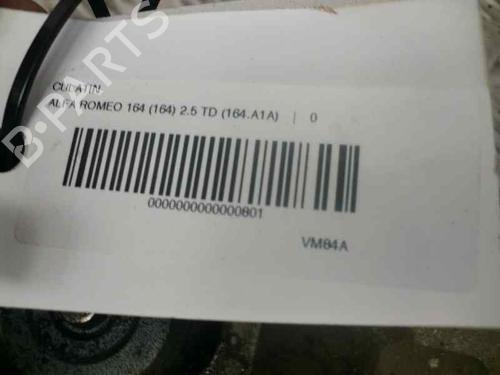 CULATIN
ALFA ROMEO 164 (164) 2.5 TD (164.A1A) | 0
0000000000000801
VM84A
B-PARTS